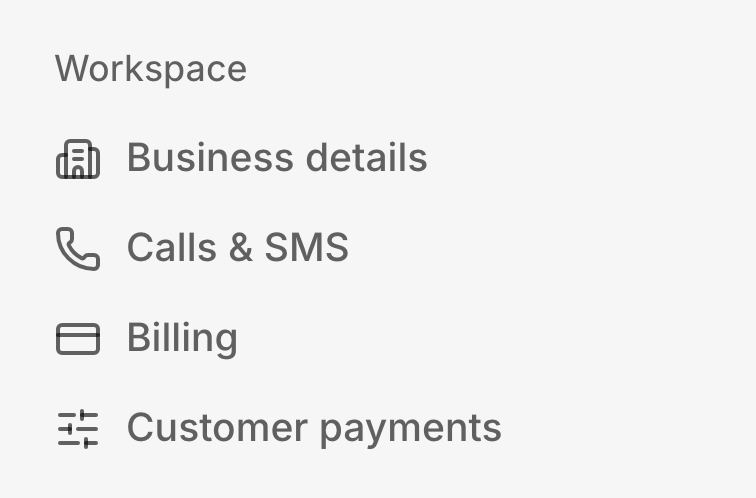 Workspace
Business details
Calls & SMS
Billing
Customer payments